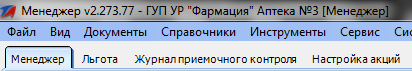 Менеджер v2.273.77 - ГУП УР "Фармация" Аптека №3 [Менеджер]
Файл Вид Документы Справочники Инструменты Сервис
Менеджер Льгота Журнал приемочного контроля Настройка акций